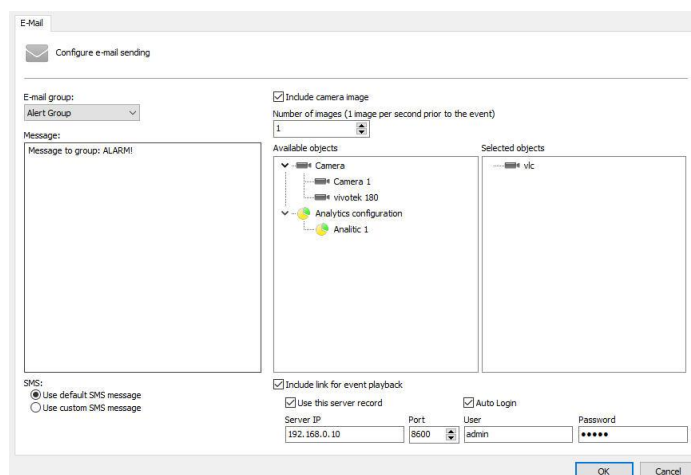 E-Mail
Configure e-mail sending
E-mail group:
Alert Group
Message:
Message to group: ALARM!
SMS:
Use default SMS message
Use custom SMS message
Include camera image
Number of images (1 image per second prior to the event)
1
Available objects
Camera
Camera 1
vivotek 180
Analytics configuration
Analitic 1
Selected objects
vlc
Include link for event playback
Use this server record
Auto Login
Server IP Port User Password
192.168.0.10 8600 admin •••••
OK Cancel